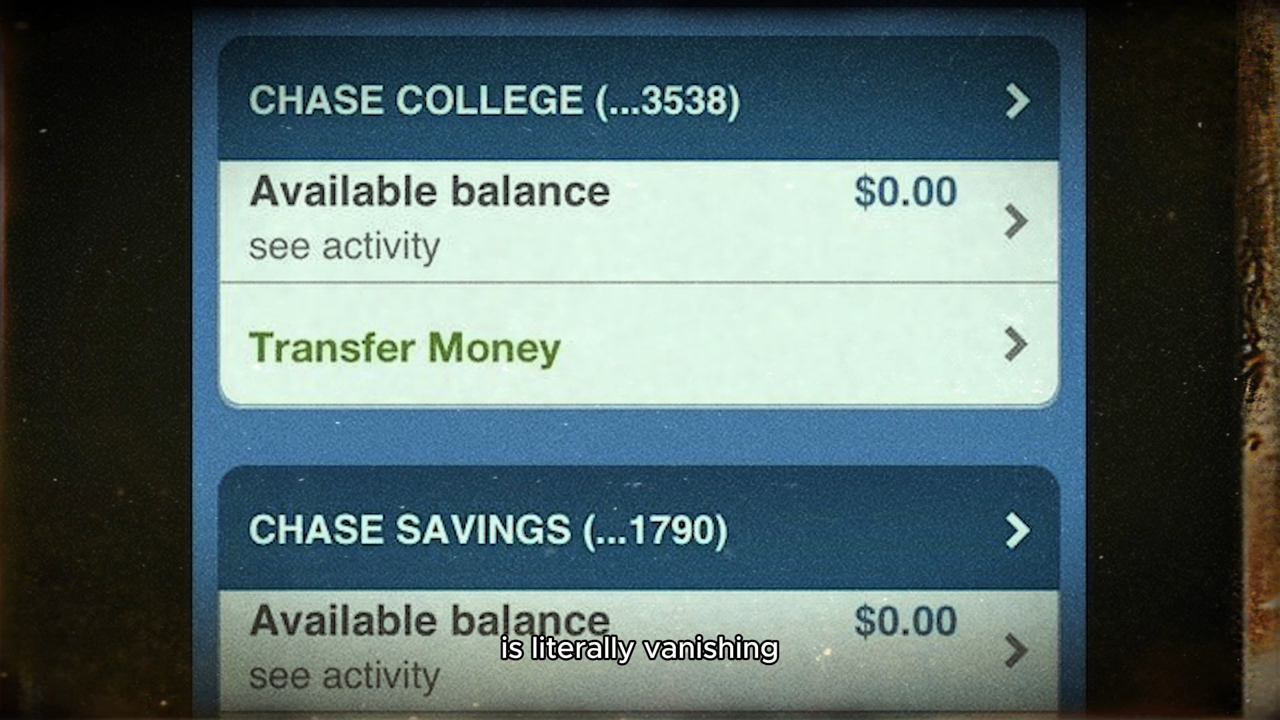 CHASE COLLEGE (...3538)
Available balance $0.00
see activity
Transfer Money
CHASE SAVINGS (...1790)
Available balance $0.00
is literally vanishing
see activity